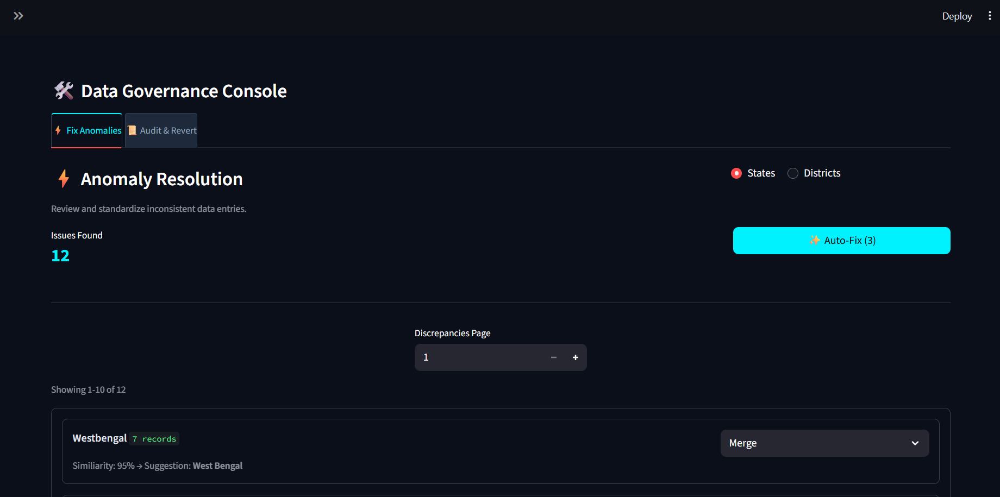 Deploy
Data Governance Console
Fix Anomalies
Audit & Revert
Anomaly Resolution
States
Districts
Review and standardize inconsistent data entries.
Issues Found
12
Auto-Fix (3)
Discrepancies Page
1
Showing 1-10 of 12
Westbengal 7 records
Merge
Similiarity: 95% → Suggestion: West Bengal